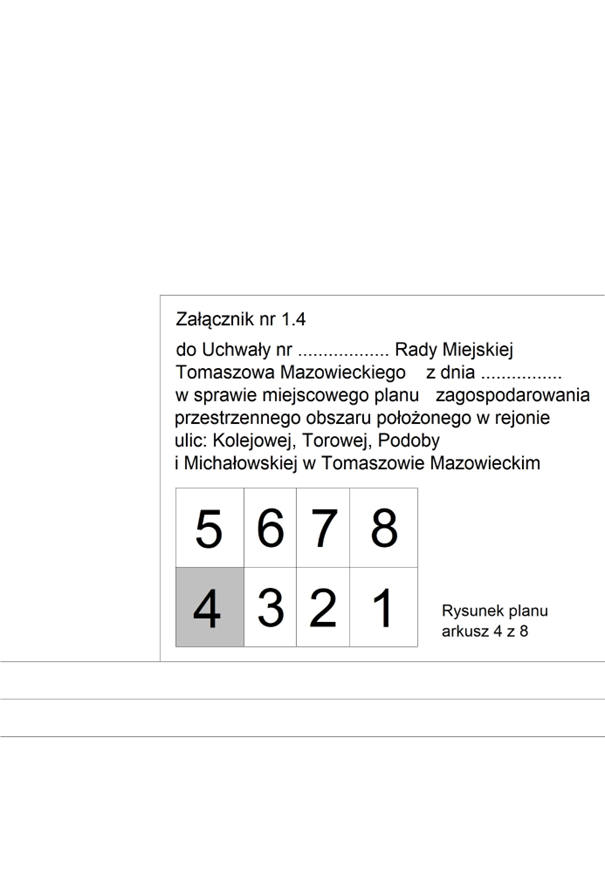 Załącznik nr 1.4
do Uchwały nr .................. Rady Miejskiej
Tomaszowa Mazowieckiego z dnia ................
w sprawie miejscowego planu zagospodarowania
przestrzennego obszaru położonego w rejonie
ulic: Kolejowej, Torowej, Podoby
i Michałowskiej w Tomaszowie Mazowieckim
5 6 7 8
4 3 2 1
Rysunek planu
arkusz 4 z 8